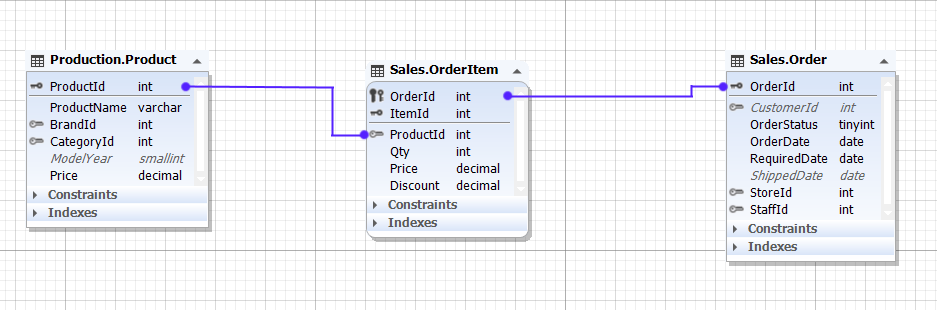 Production.Product
ProductId int
ProductName varchar
BrandId int
CategoryId int
ModelYear smallint
Price decimal
Constraints
Indexes
Sales.OrderItem
OrderId int
ItemId int
ProductId int
Qty int
Price decimal
Discount decimal
Constraints
Indexes
Sales.Order
OrderId int
CustomerId int
OrderStatus tinyint
OrderDate date
RequiredDate date
ShippedDate date
StoreId int
StaffId int
Constraints
Indexes